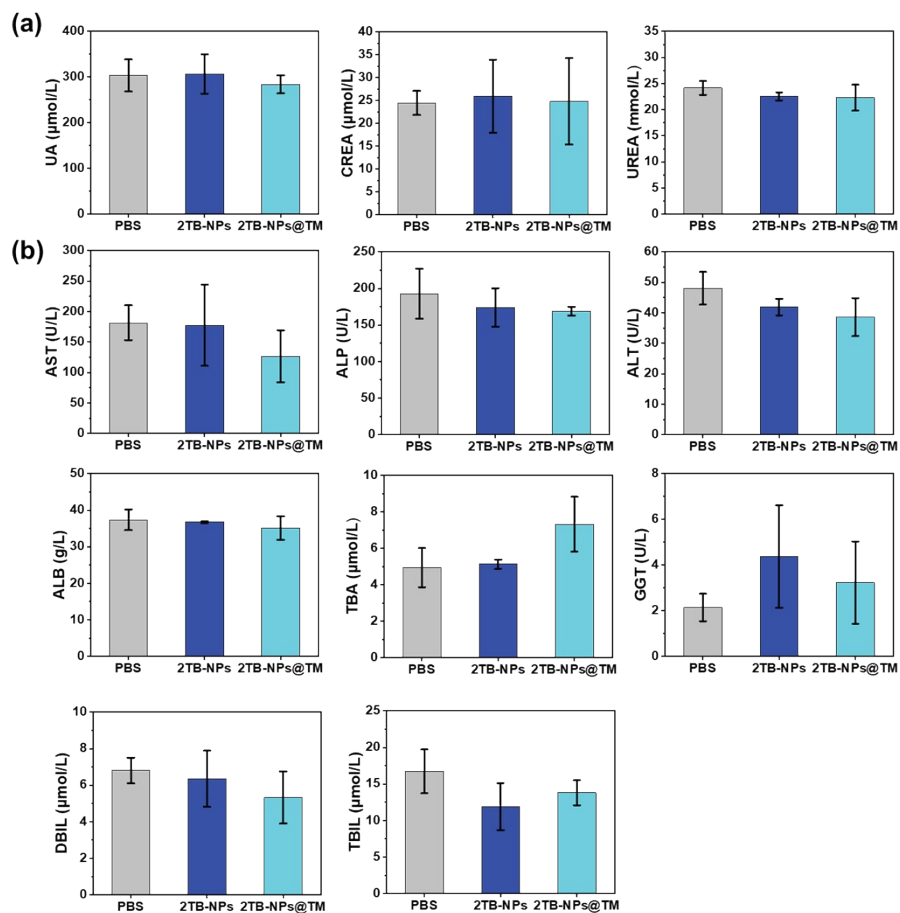 (a)
UA (μmol/L)
400
300
200
100
0
PBS 2TB-NPs 2TB-NPs@TM
CREA (μmol/L)
40
35
30
25
20
15
10
5
0
PBS 2TB-NPs 2TB-NPs@TM
UREA (mmol/L)
35
30
25
20
15
10
5
0
PBS 2TB-NPs 2TB-NPs@TM
(b)
AST (U/L)
300
250
200
150
100
50
0
PBS 2TB-NPs 2TB-NPs@TM
ALP (U/L)
250
200
150
100
50
0
PBS 2TB-NPs 2TB-NPs@TM
ALT (U/L)
60
50
40
30
20
10
0
PBS 2TB-NPs 2TB-NPs@TM
ALB (g/L)
50
40
30
20
10
0
PBS 2TB-NPs 2TB-NPs@TM
TBA (μmol/L)
10
8
6
4
2
0
PBS 2TB-NPs 2TB-NPs@TM
GGT (U/L)
8
6
4
2
0
PBS 2TB-NPs 2TB-NPs@TM
DBIL (μmol/L)
10
8
6
4
2
0
PBS 2TB-NPs 2TB-NPs@TM
TBIL (μmol/L)
25
20
15
10
5
0
PBS 2TB-NPs 2TB-NPs@TM